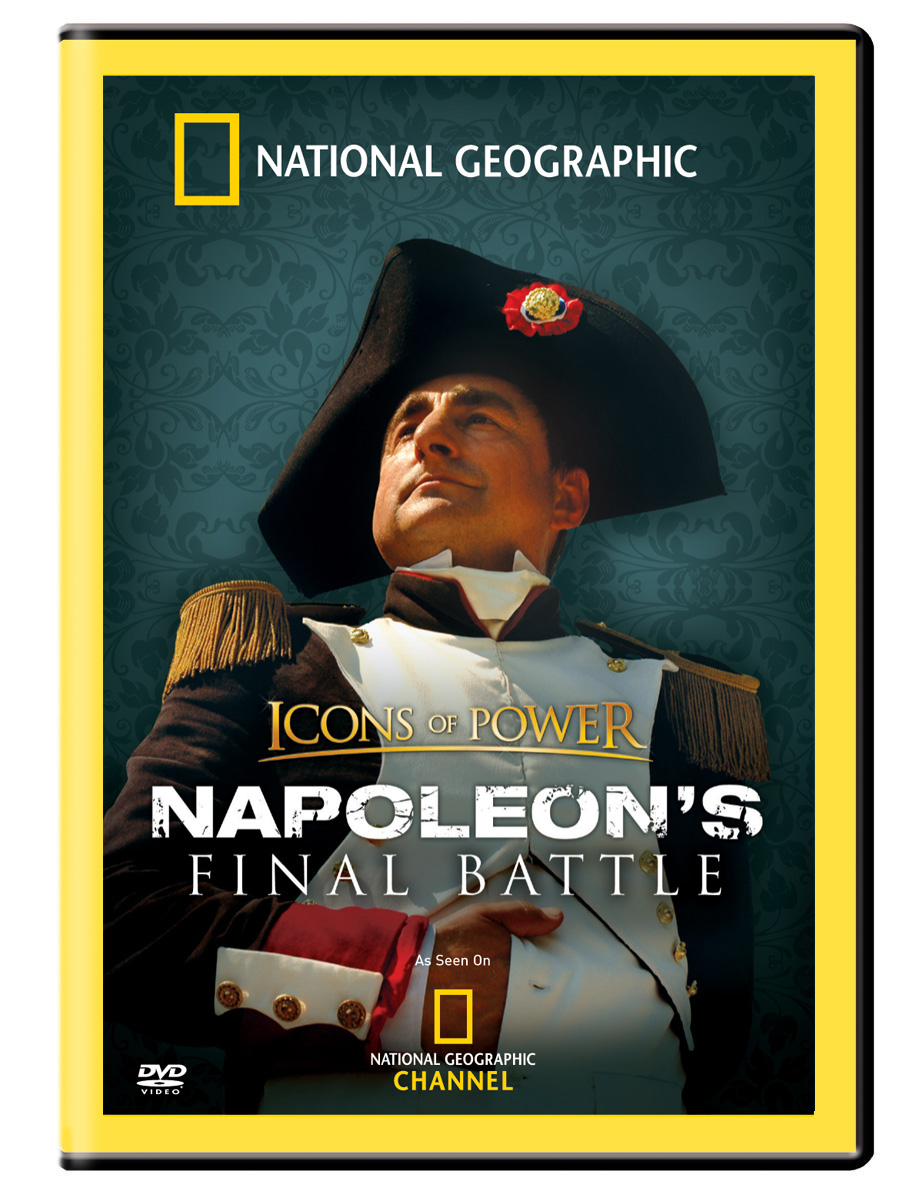 NATIONAL GEOGRAPHIC
ICONS OF POWER
NAPOLEON'S
FINAL BATTLE
As Seen On
NATIONAL GEOGRAPHIC
CHANNEL
DVD
VIDEO